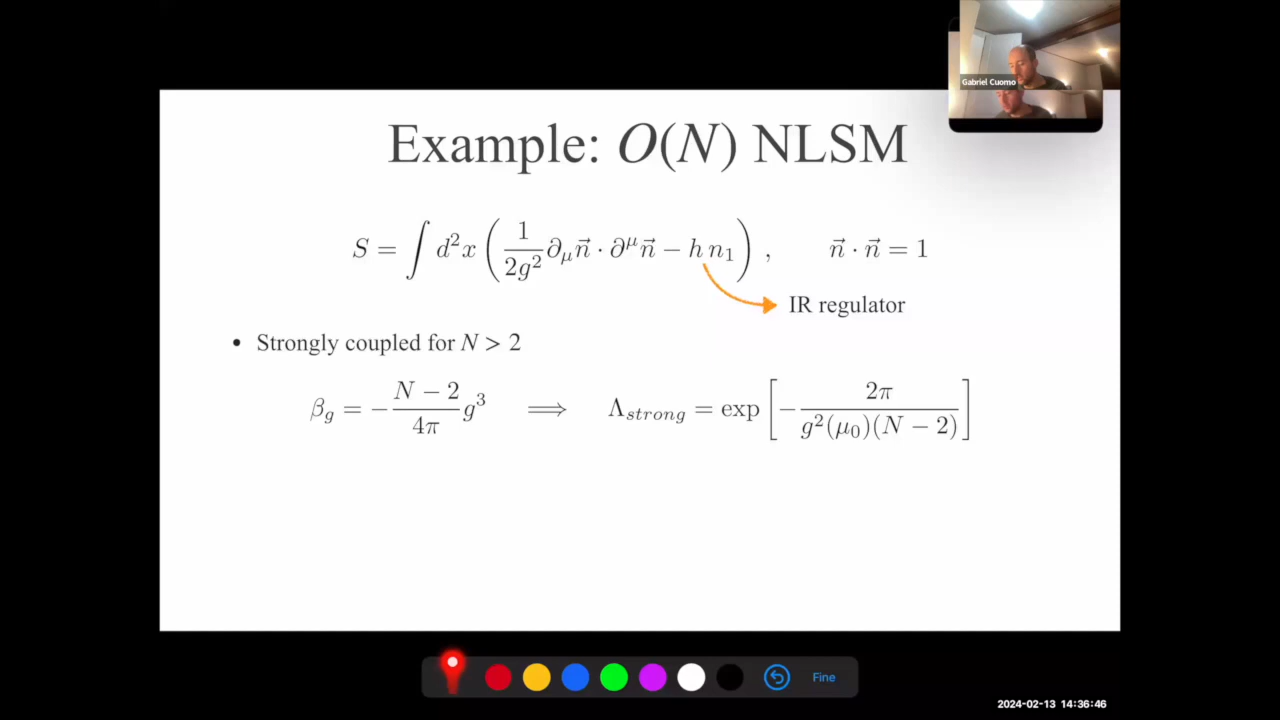 Gabriel Cuomo
Example: O(N) NLSM
S = ∫ d²x ( 1/(2g²) ∂_μ n⃗ · ∂^μ n⃗ − h n₁ ) ,   n⃗ · n⃗ = 1
IR regulator
• Strongly coupled for N > 2
β_g = − (N − 2)/(4π) g³ ⟹ Λ_strong = exp [ − 2π/(g²(μ₀)(N − 2)) ]
Fine
2024-02-13 14:36:46